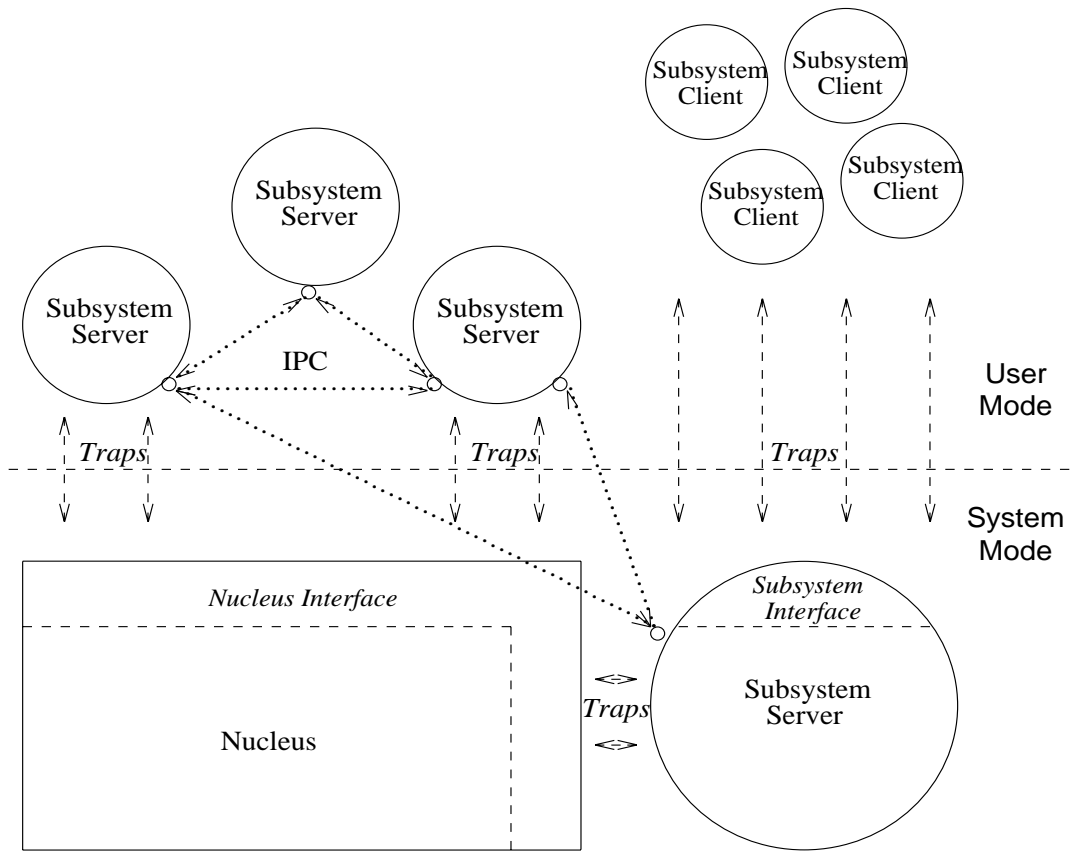 Subsystem
Client
Subsystem
Client
Subsystem
Client
Subsystem
Client
Subsystem
Server
Subsystem
Server
Subsystem
Server
IPC
User
Mode
Traps
Traps
Traps
System
Mode
Nucleus Interface
Subsystem
Interface
Traps
Subsystem
Server
Nucleus